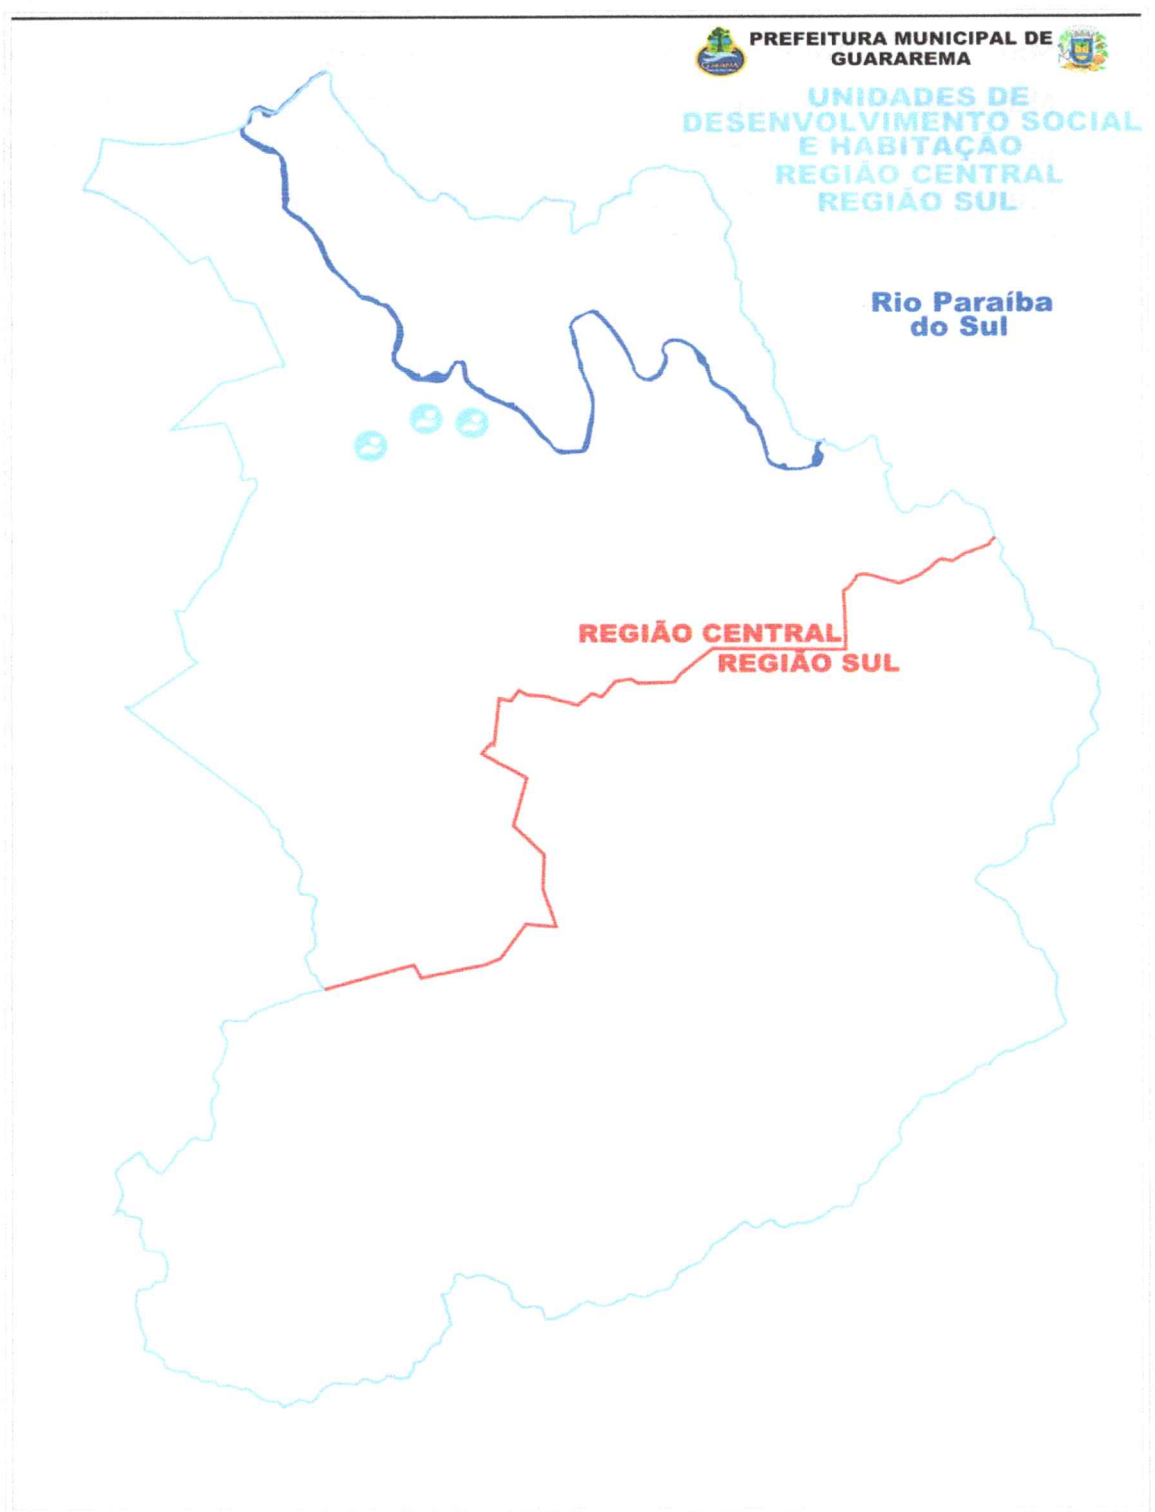 PREFEITURA MUNICIPAL DE
GUARAREMA
UNIDADES DE
DESENVOLVIMENTO SOCIAL
E HABITAÇÃO
REGIÃO CENTRAL
REGIÃO SUL
Rio Paraíba
do Sul
REGIÃO CENTRAL
REGIÃO SUL